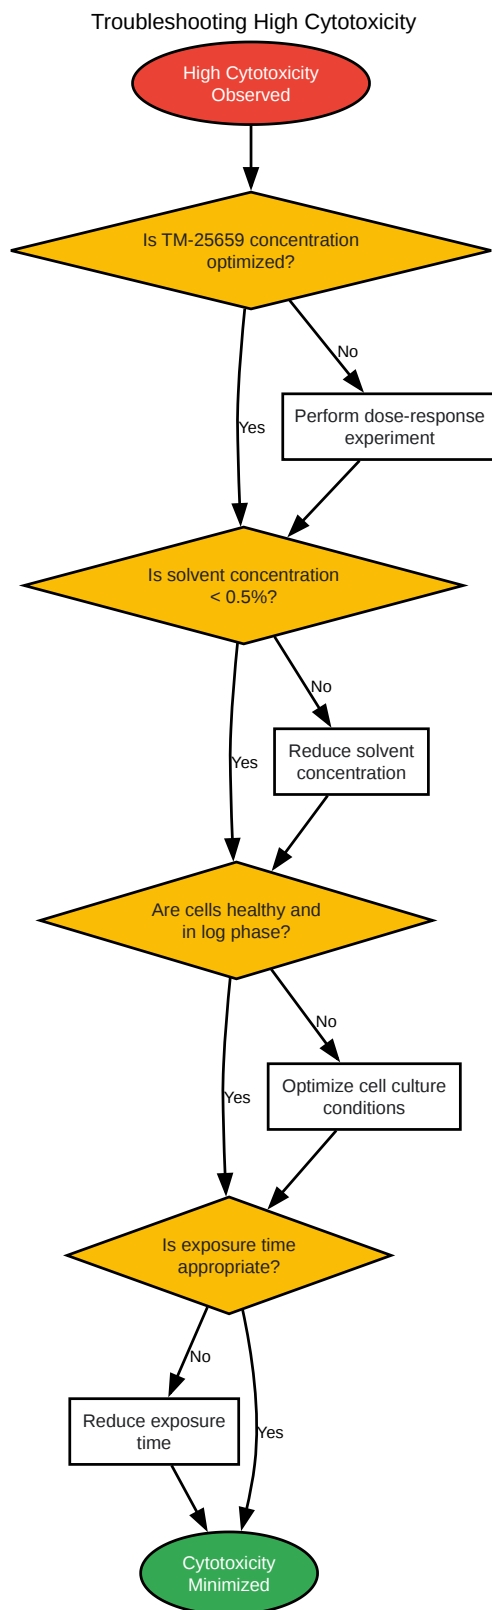 Troubleshooting High Cytotoxicity
High Cytotoxicity
Observed
Is TM-25659 concentration
optimized?
No
Perform dose-response
experiment
Yes
Is solvent concentration
< 0.5%?
No
Reduce solvent
concentration
Yes
Are cells healthy and
in log phase?
No
Optimize cell culture
conditions
Yes
Is exposure time
appropriate?
No
Reduce exposure
time
Yes
Cytotoxicity
Minimized